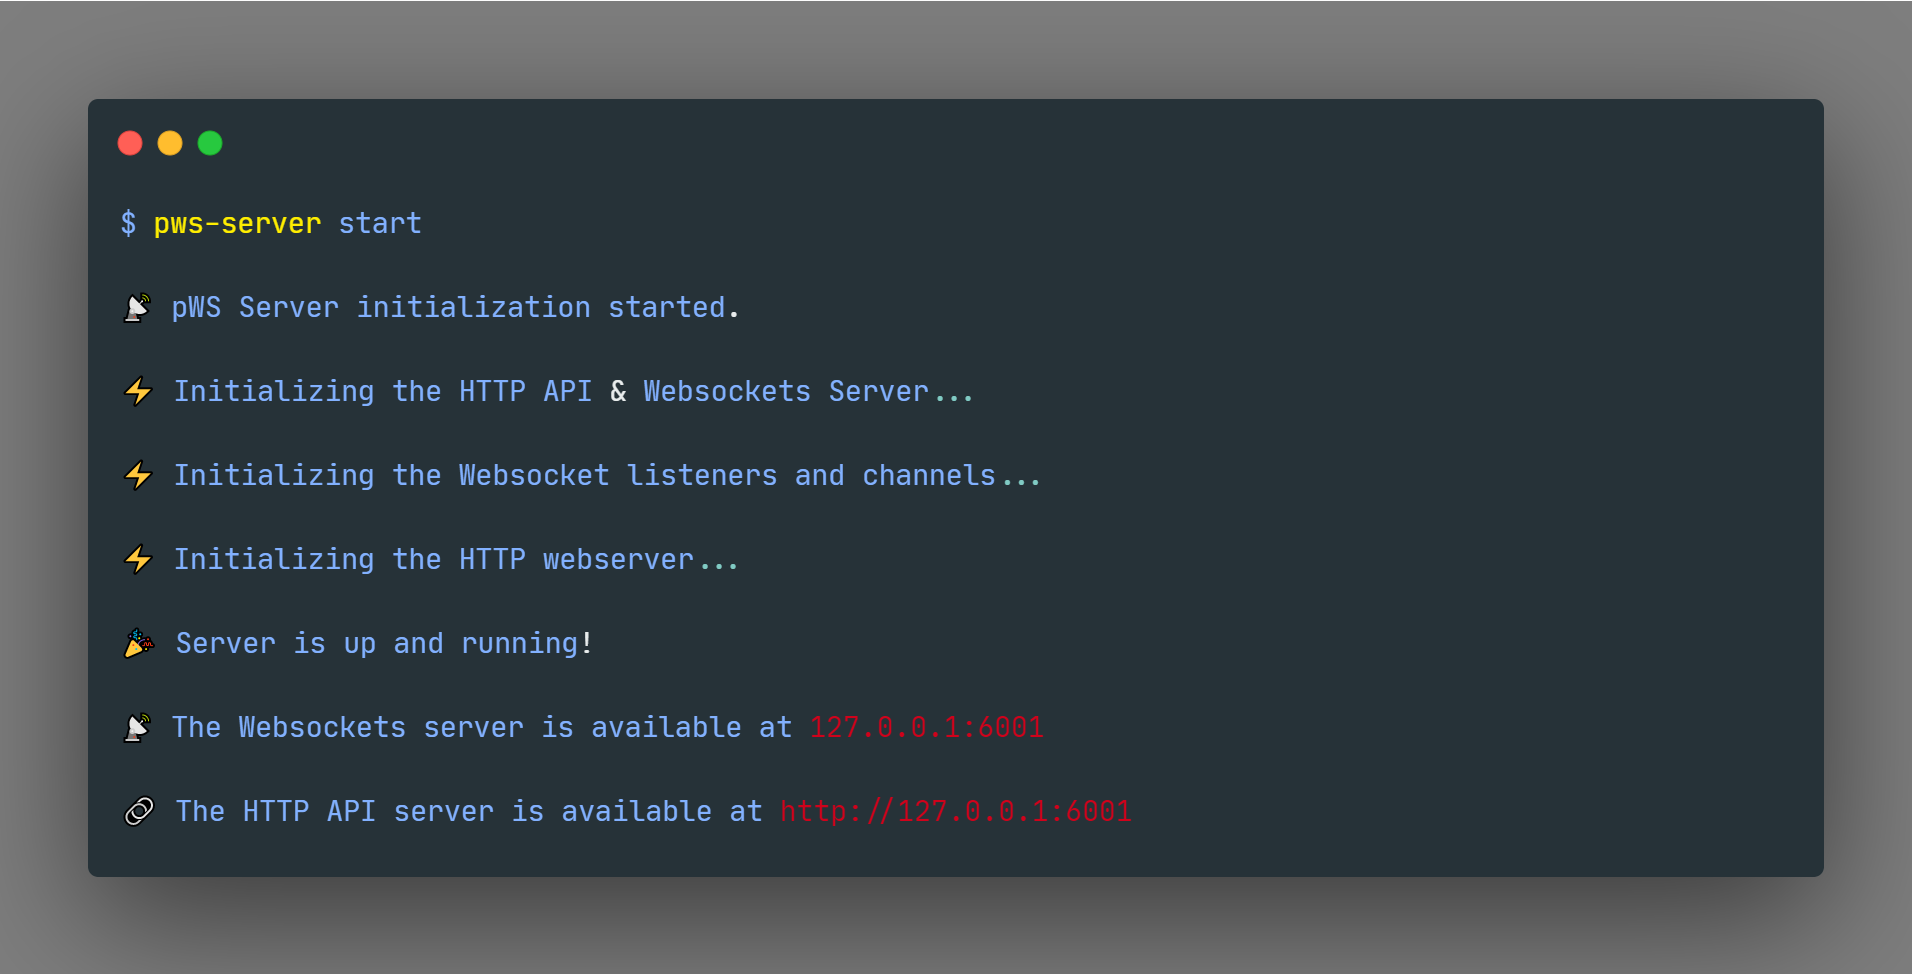 $ pws-server start
📡 pWS Server initialization started.
⚡ Initializing the HTTP API & Websockets Server...
⚡ Initializing the Websocket listeners and channels...
⚡ Initializing the HTTP webserver...
🎉 Server is up and running!
📡 The Websockets server is available at 127.0.0.1:6001
🔗 The HTTP API server is available at http://127.0.0.1:6001